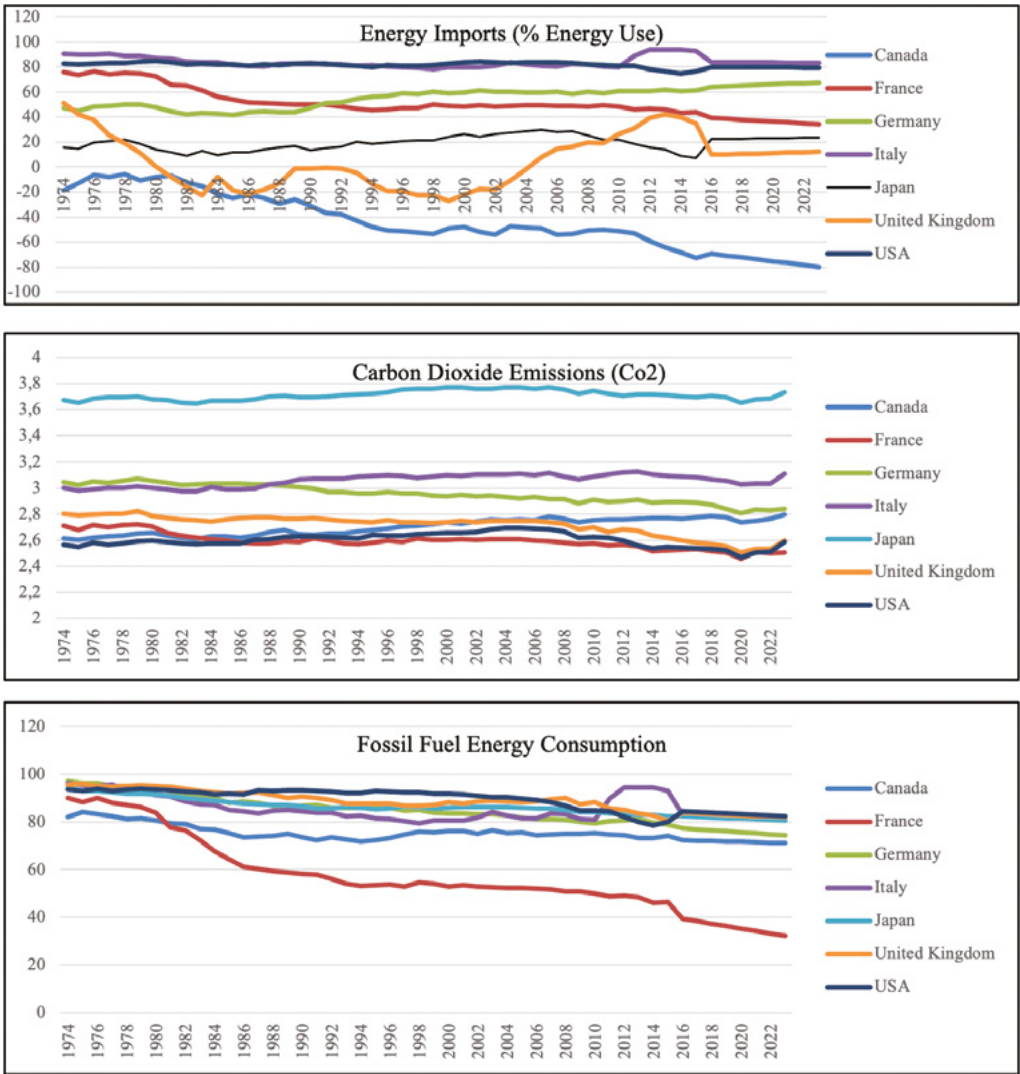 Energy Imports (% Energy Use)
120
100
80
60
40
20
0
-20
-40
-60
-80
-100
1974 1976 1978 1980 1982 1984 1986 1988 1990 1992 1994 1996 1998 2000 2002 2004 2006 2008 2010 2012 2014 2016 2018 2020 2022
Canada
France
Germany
Italy
Japan
United Kingdom
USA
Carbon Dioxide Emissions (Co2)
4
3,8
3,6
3,4
3,2
3
2,8
2,6
2,4
2,2
2
1974 1976 1978 1980 1982 1984 1986 1988 1990 1992 1994 1996 1998 2000 2002 2004 2006 2008 2010 2012 2014 2016 2018 2020 2022
Canada
France
Germany
Italy
Japan
United Kingdom
USA
Fossil Fuel Energy Consumption
120
100
80
60
40
20
0
1974 1976 1978 1980 1982 1984 1986 1988 1990 1992 1994 1996 1998 2000 2002 2004 2006 2008 2010 2012 2014 2016 2018 2020 2022
Canada
France
Germany
Italy
Japan
United Kingdom
USA